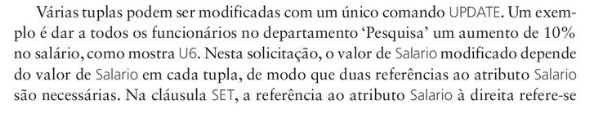 Várias tuplas podem ser modificadas com um único comando UPDATE. Um exem-
plo é dar a todos os funcionários no departamento ‘Pesquisa’ um aumento de 10%
no salário, como mostra U6. Nesta solicitação, o valor de Salario modificado depende
do valor de Salario em cada tupla, de modo que duas referências ao atributo Salario
são necessárias. Na cláusula SET, a referência ao atributo Salario à direita refere-se